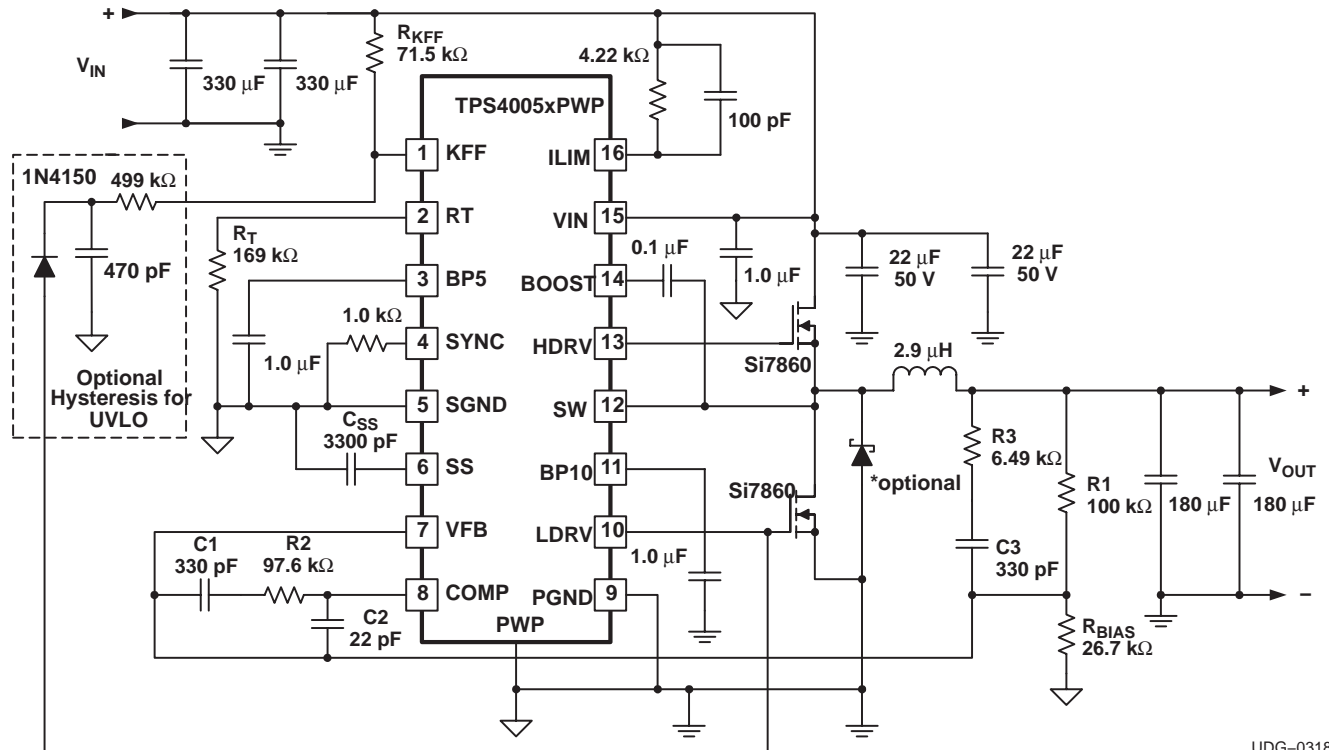 +
V_IN
330 μF
330 μF
R_KFF
71.5 kΩ
4.22 kΩ
100 pF
TPS4005xPWP
1
KFF
ILIM
16
1N4150
499 kΩ
470 pF
Optional
Hysteresis for
UVLO
2
RT
VIN
15
R_T
169 kΩ
0.1 μF
1.0 μF
22 μF
50 V
22 μF
50 V
3
BP5
BOOST
14
1.0 kΩ
1.0 μF
4
SYNC
HDRV
13
Si7860
2.9 μH
5
SGND
SW
12
+
C_SS
3300 pF
6
SS
BP10
11
Si7860
*optional
R3
6.49 kΩ
R1
100 kΩ
V_OUT
180 μF
180 μF
7
VFB
LDRV
10
1.0 μF
C1
330 pF
R2
97.6 kΩ
C3
330 pF
8
COMP
PGND
9
–
C2
22 pF
PWP
R_BIAS
26.7 kΩ